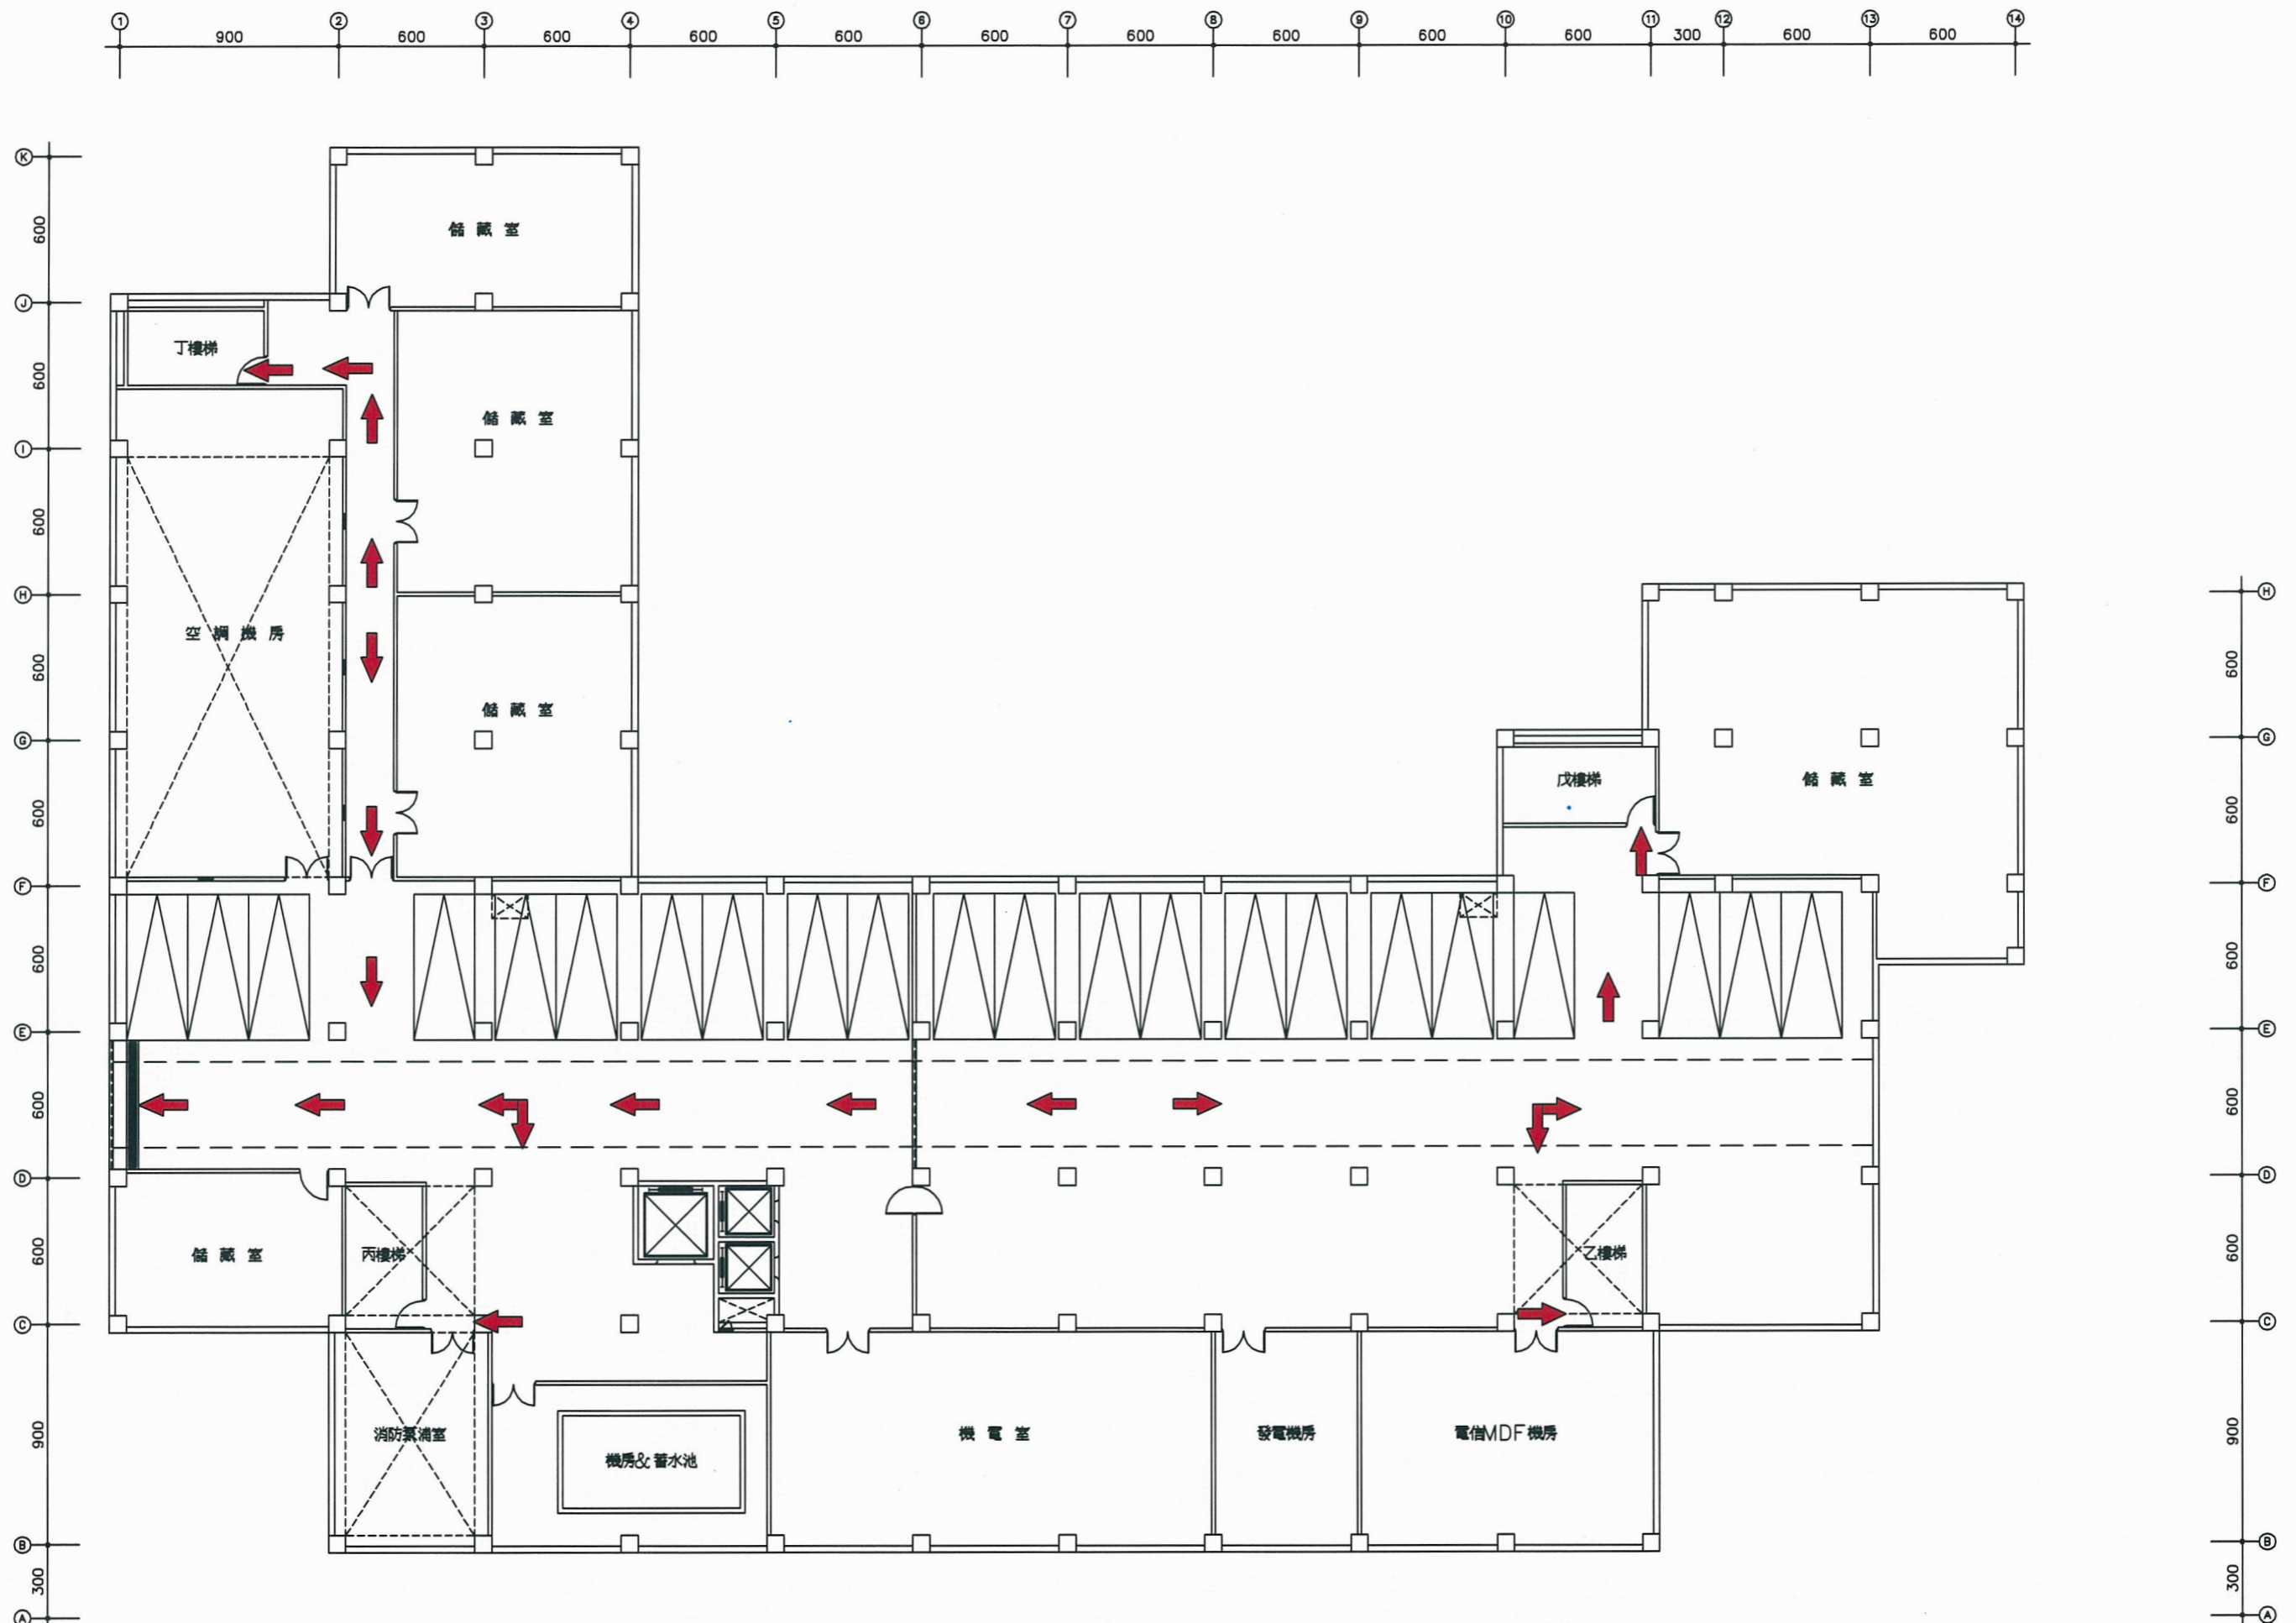 1 2 3 4 5 6 7 8 9 10 11 12 13 14
900 600 600 600 600 600 600 600 600 600 300 600 600
K
600
儲藏室
J
丁樓梯
600
儲藏室
I
600
H H
空調機房
600 600
儲藏室
G G
戊樓梯 儲藏室
600 600
F F
600 600
E E
600 600
D D
儲藏室 丙樓梯 乙樓梯
600 600
C C
900 消防泵浦室 機房&蓄水池 機電室 發電機房 電信MDF機房 900
B B
300 300
A A